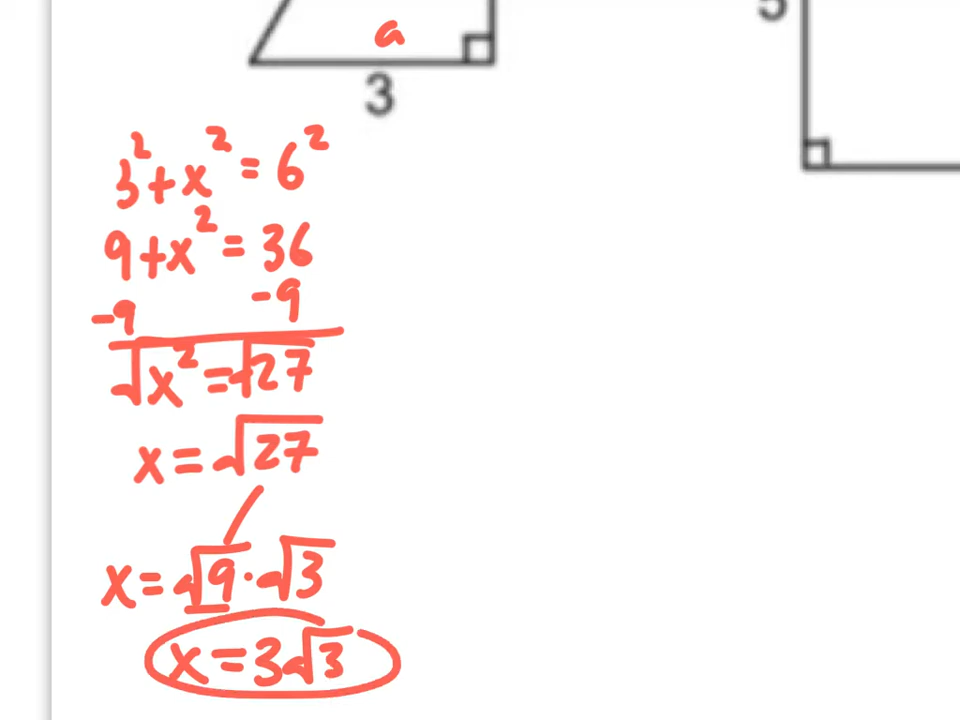 a
5
3
3² + x² = 6²
9 + x² = 36
-9 -9
√x² = √27
x = √27
x = √9 · √3
x = 3√3